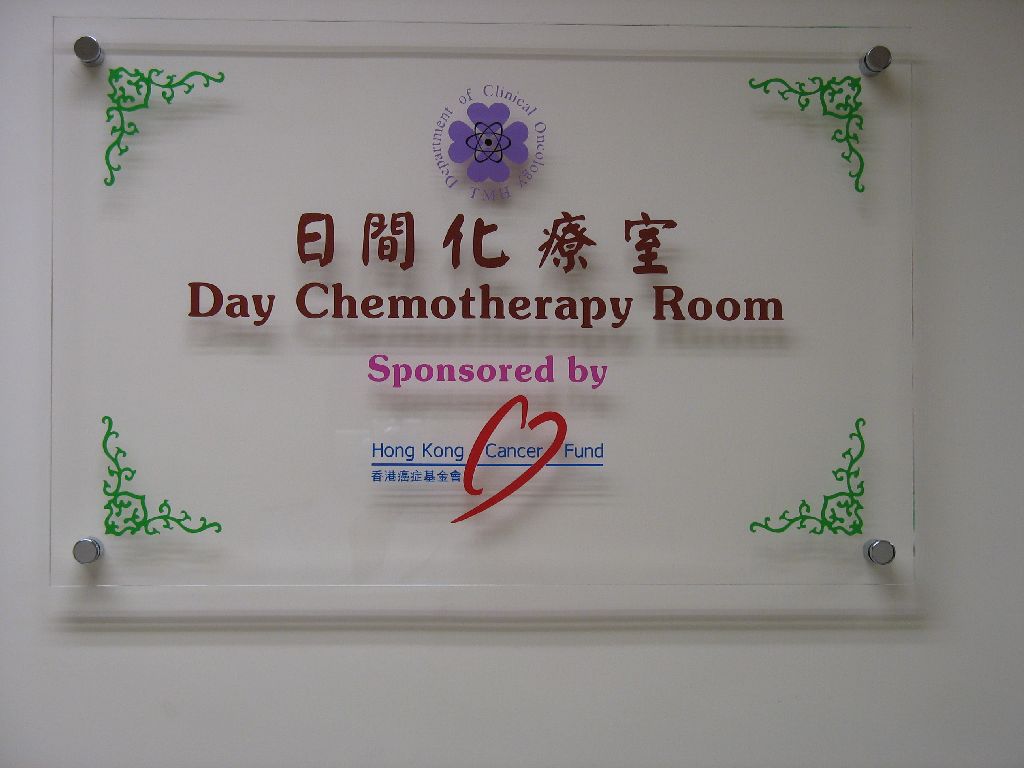 Department of Clinical Oncology TMH
日間化療室
Day Chemotherapy Room
Sponsored by
Hong Kong Cancer Fund
香港癌症基金會